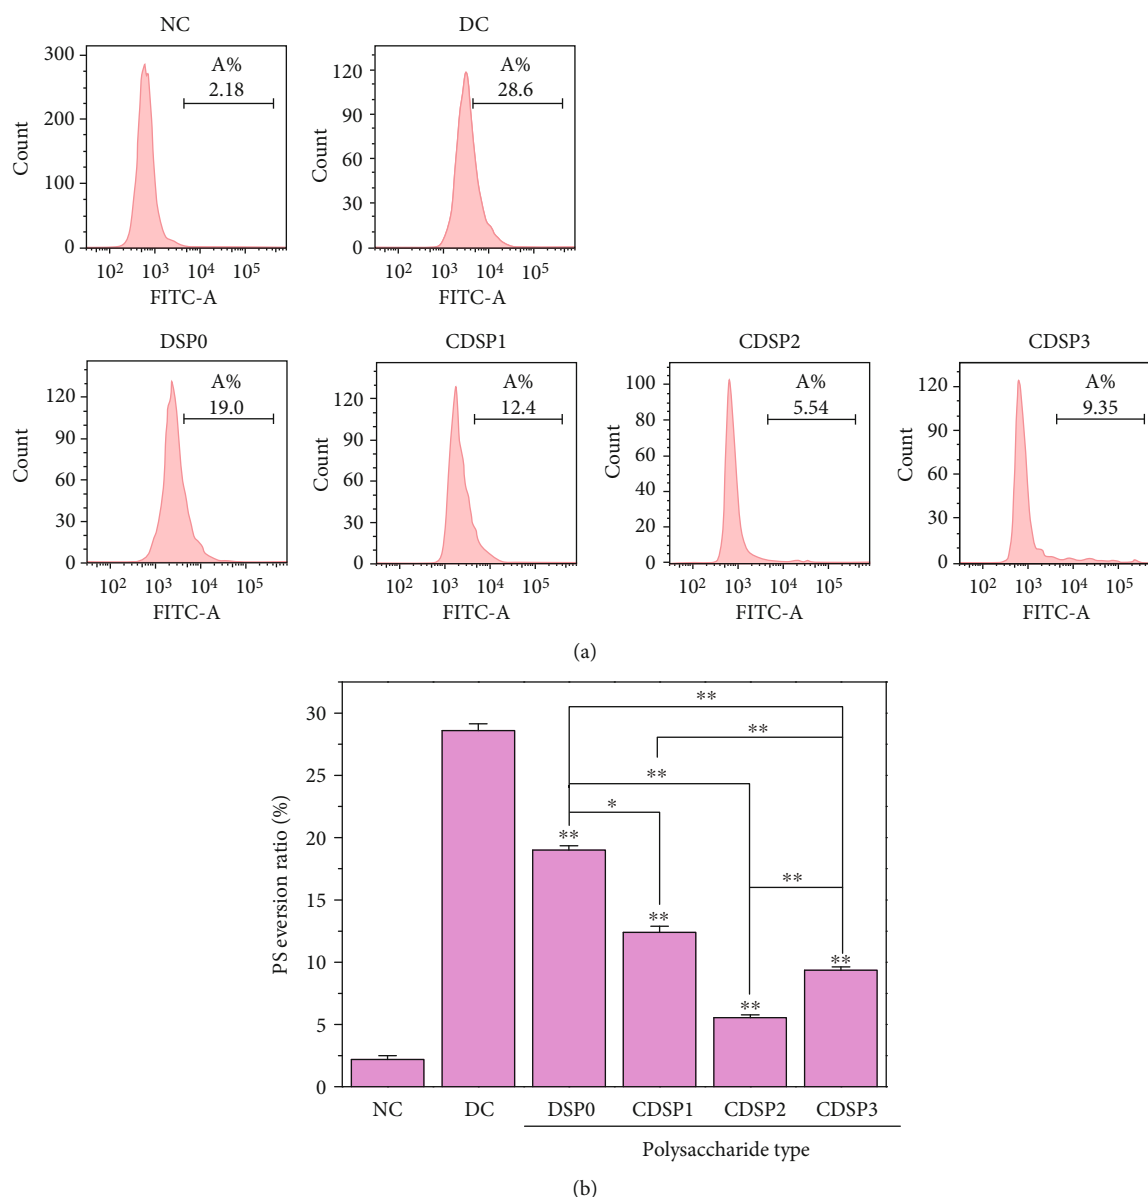 NC
DC
300
200
100
0
Count
A%
2.18
10² 10³ 10⁴ 10⁵
FITC-A
120
90
60
30
0
Count
A%
28.6
10² 10³ 10⁴ 10⁵
FITC-A
DSP0
CDSP1
CDSP2
CDSP3
120
90
60
30
0
Count
A%
19.0
10² 10³ 10⁴ 10⁵
FITC-A
120
90
60
30
0
Count
A%
12.4
10² 10³ 10⁴ 10⁵
FITC-A
100
80
60
40
20
0
Count
A%
5.54
10² 10³ 10⁴ 10⁵
FITC-A
120
90
60
30
0
Count
A%
9.35
10² 10³ 10⁴ 10⁵
FITC-A
(a)
30
25
20
15
10
5
0
PS eversion ratio (%)
**
**
**
*
**
**
**
**
**
NC DC DSP0 CDSP1 CDSP2 CDSP3
Polysaccharide type
(b)